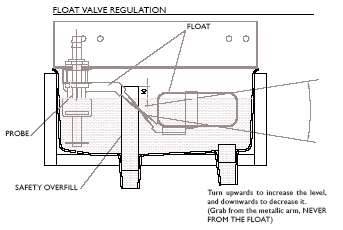 FLOAT VALVE REGULATION
FLOAT
PROBE
SAFETY OVERFILL
Turn upwards to increase the level,
and downwards to decrease it.
(Grab from the metallic arm, NEVER
FROM THE FLOAT)